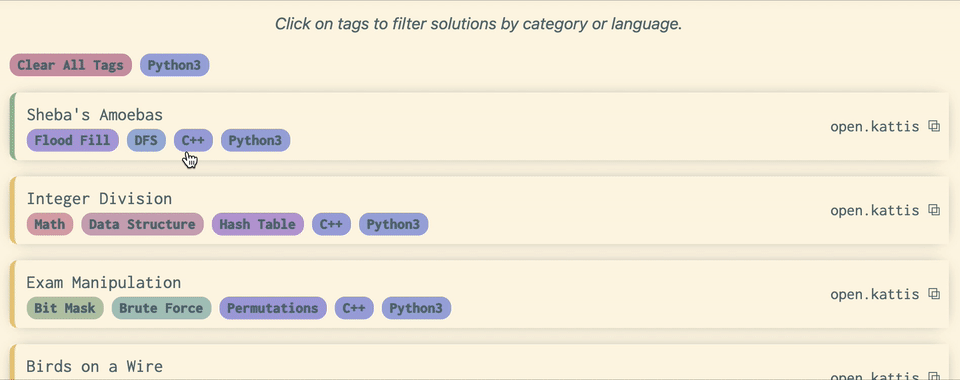 Click on tags to filter solutions by category or language.
Clear All Tags Python3
Sheba's Amoebas
Flood Fill DFS C++ Python3
open.kattis
Integer Division
Math Data Structure Hash Table C++ Python3
open.kattis
Exam Manipulation
Bit Mask Brute Force Permutations C++ Python3
open.kattis
Birds on a Wire
open.kattis